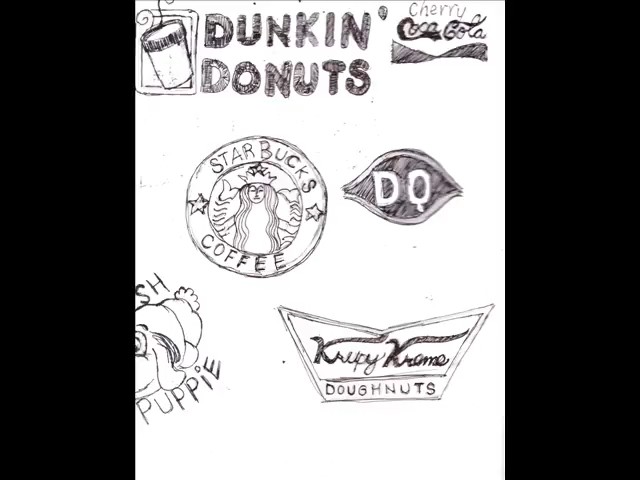 DUNKIN'
DONUTS
Cherry
Coca Cola
STARBUCKS
COFFEE
DQ
SH
PUPPiE
Krispy Kreme
DOUGHNUTS